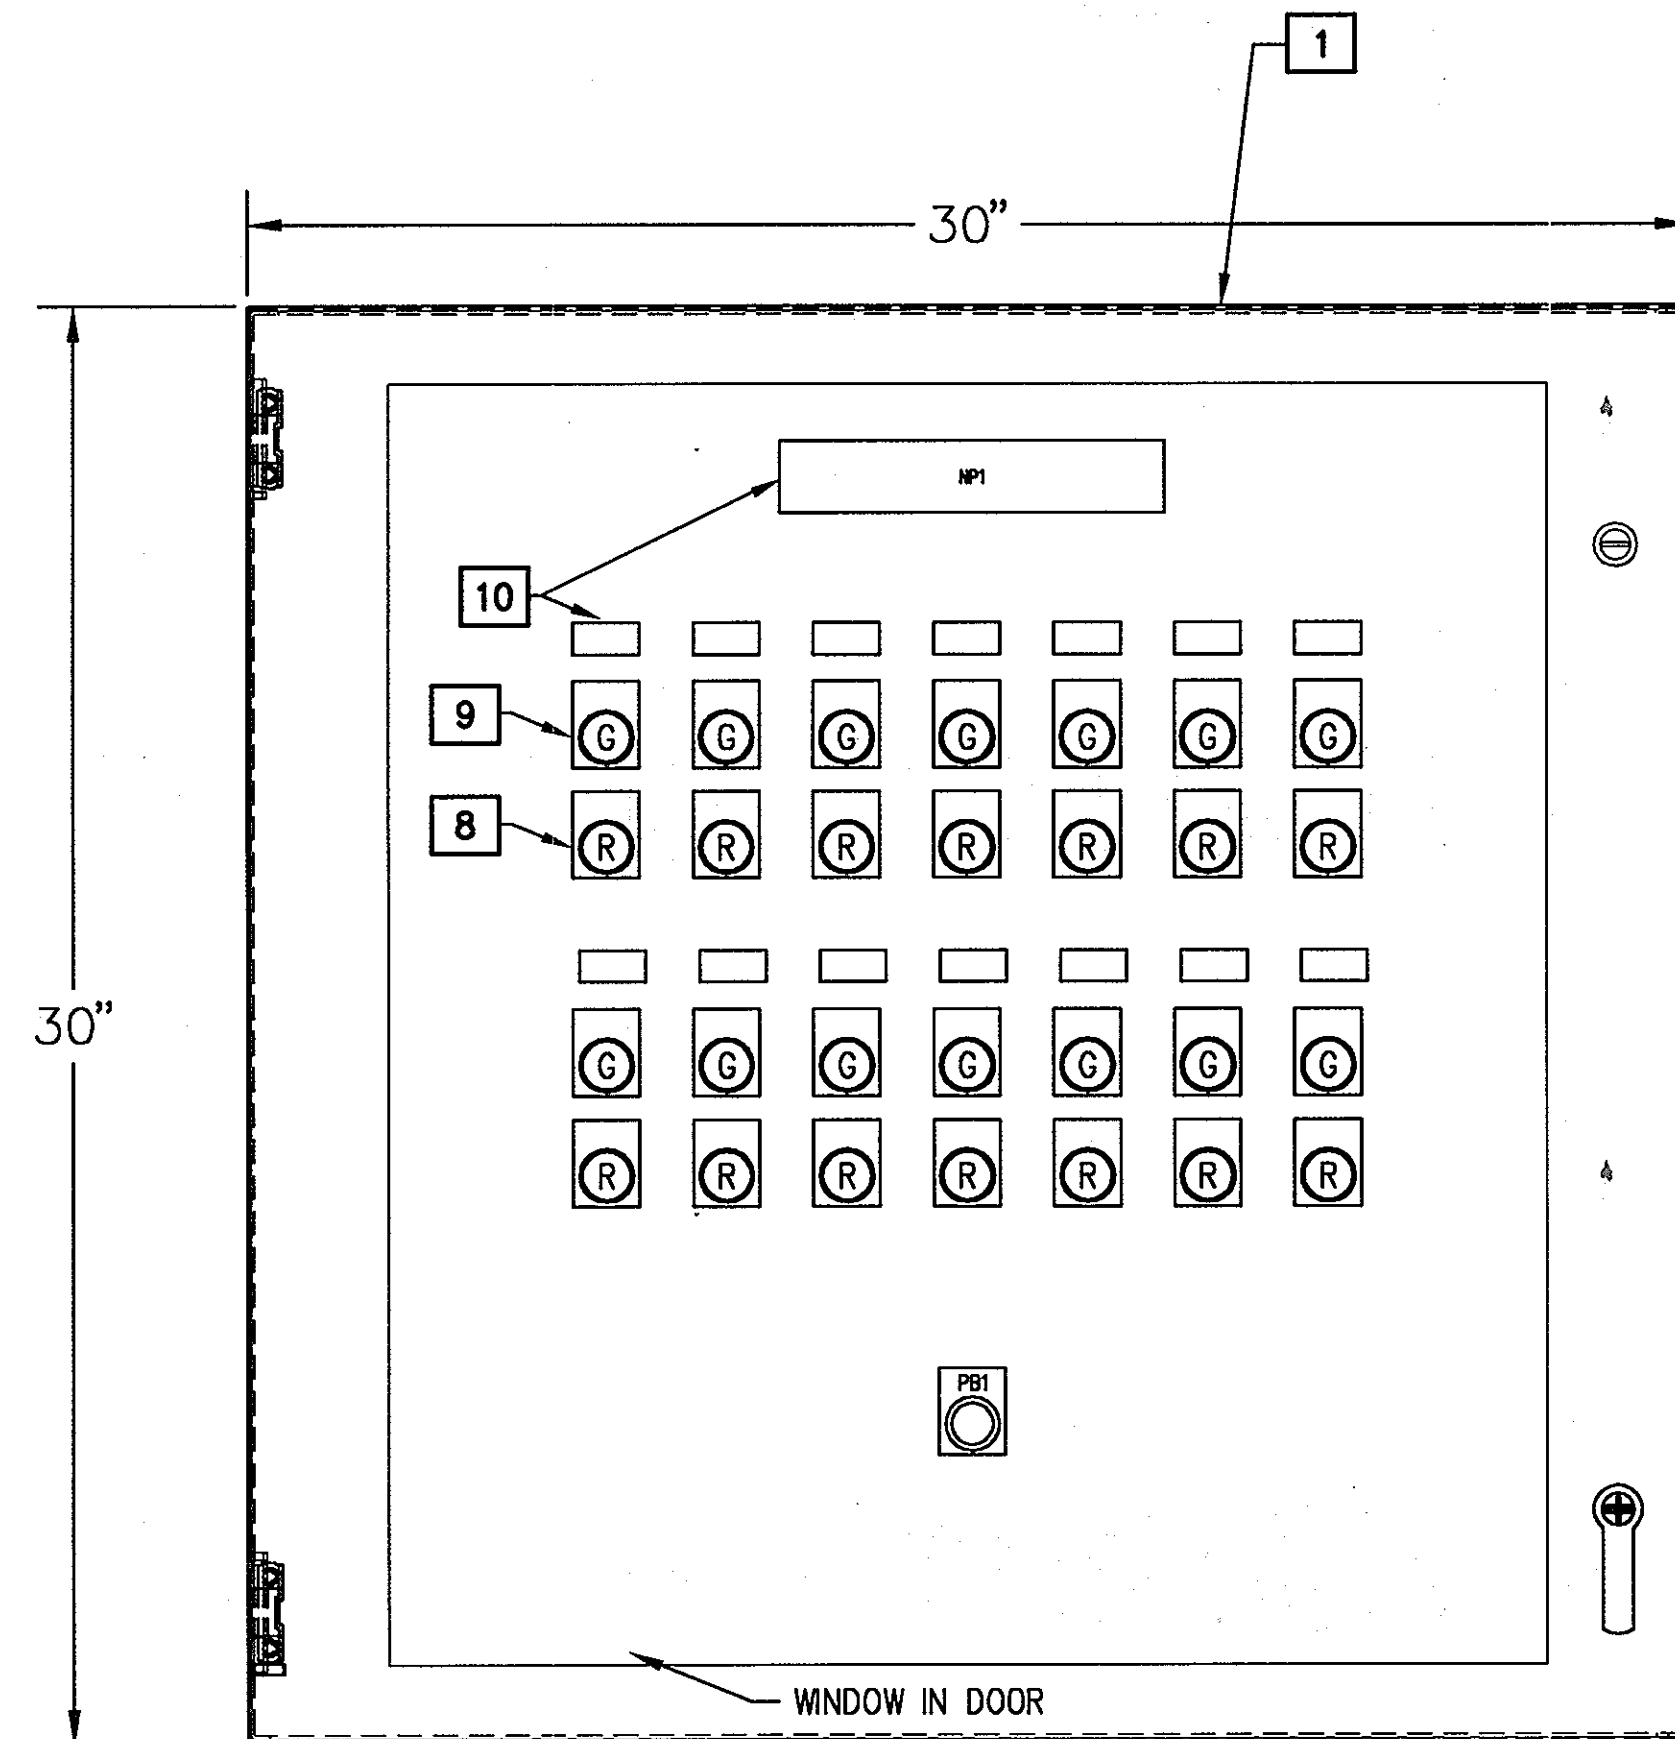 1
30"
NP1
10
9
G G G G G G G
8
R R R R R R R
30"
G G G G G G G
R R R R R R R
PB1
WINDOW IN DOOR